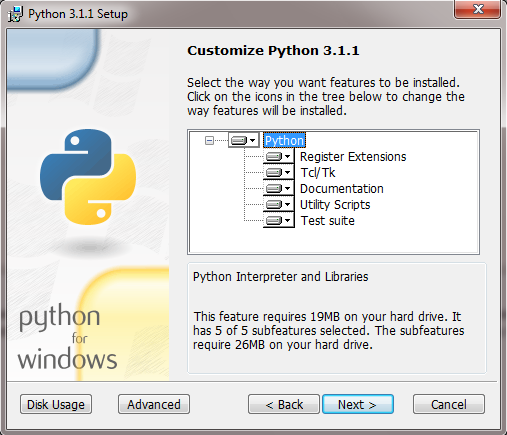 Python 3.1.1 Setup
Customize Python 3.1.1
Select the way you want features to be installed.
Click on the icons in the tree below to change the
way features will be installed.
Python
Register Extensions
Tcl/Tk
Documentation
Utility Scripts
Test suite
Python Interpreter and Libraries
This feature requires 19MB on your hard drive. It
has 5 of 5 subfeatures selected. The subfeatures
require 26MB on your hard drive.
python
for
windows
Disk Usage
Advanced
< Back
Next >
Cancel